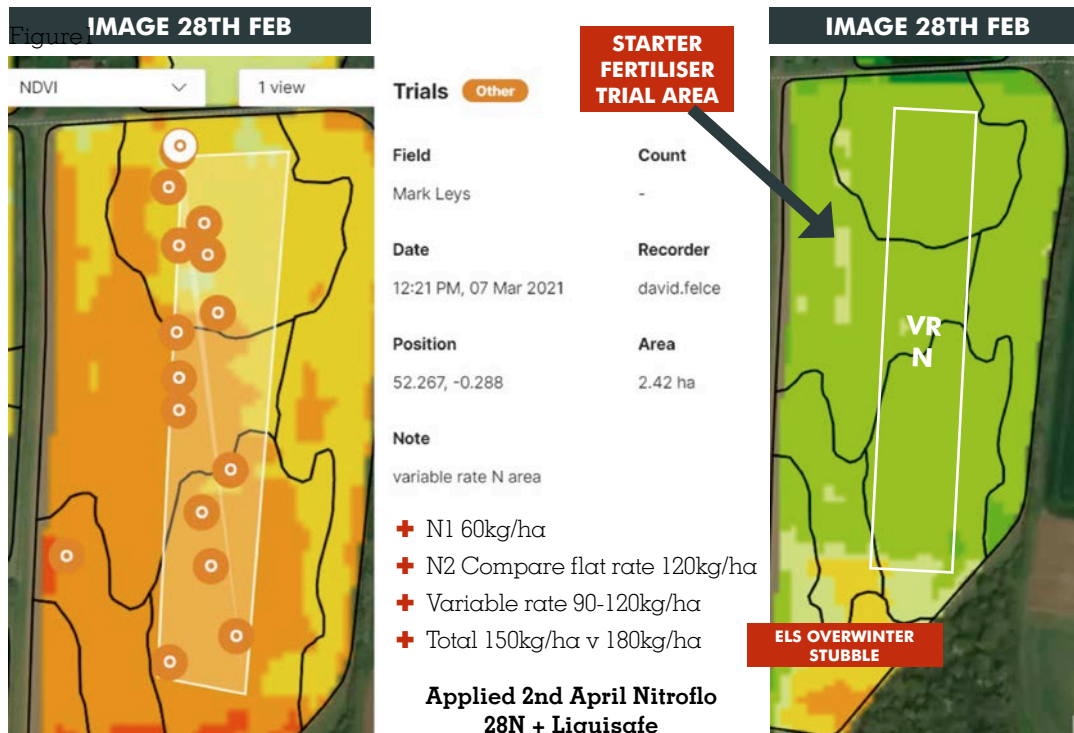 Figure1
IMAGE 28TH FEB
NDVI
1 view
Trials
Other
Field
Count
Mark Leys
-
Date
Recorder
12:21 PM, 07 Mar 2021
david.felce
Position
Area
52.267, -0.288
2.42 ha
Note
variable rate N area
+ N1 60kg/ha
+ N2 Compare flat rate 120kg/ha
+ Variable rate 90-120kg/ha
+ Total 150kg/ha v 180kg/ha
Applied 2nd April Nitroflo
28N + Liquisafe
STARTER
FERTILISER
TRIAL AREA
IMAGE 28TH FEB
VR
N
ELS OVERWINTER
STUBBLE